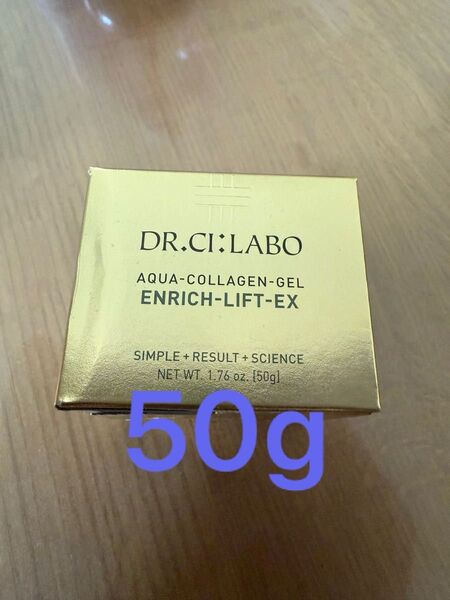 DR.CI:LABO
AQUA-COLLAGEN-GEL
ENRICH-LIFT-EX
SIMPLE+RESULT+SCIENCE
NET WT. 1.76 oz. [50g]
50g